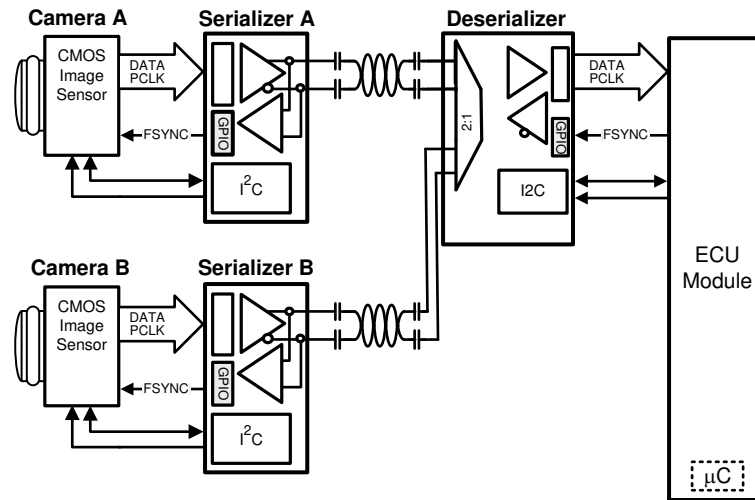 Camera A
Serializer A
Deserializer
CMOS
Image
Sensor
DATA
PCLK
FSYNC
GPIO
I²C
2:1
GPIO
I2C
DATA
PCLK
FSYNC
ECU
Module
µC
Camera B
Serializer B
CMOS
Image
Sensor
DATA
PCLK
FSYNC
GPIO
I²C